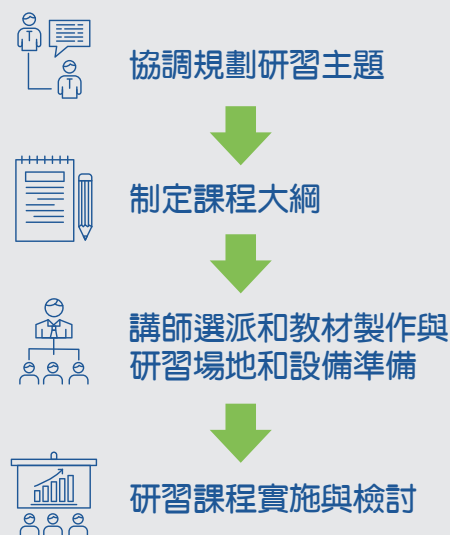 協調規劃研習主題
制定課程大綱
講師選派和教材製作與
研習場地和設備準備
研習課程實施與檢討